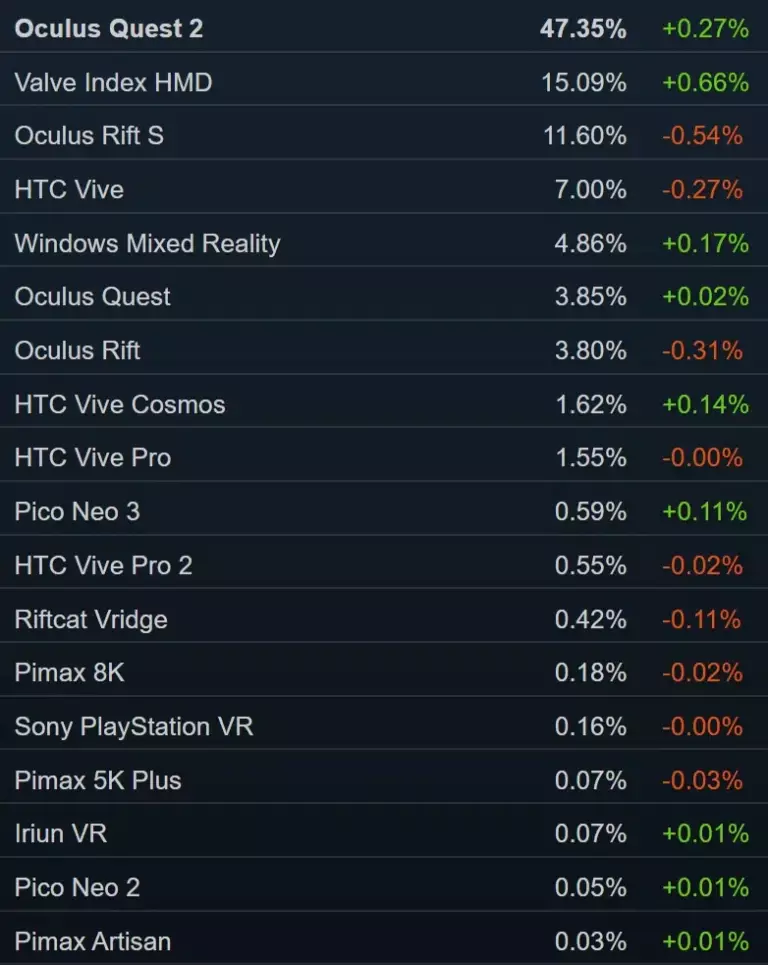 Oculus Quest 2 47.35% +0.27%
Valve Index HMD 15.09% +0.66%
Oculus Rift S 11.60% -0.54%
HTC Vive 7.00% -0.27%
Windows Mixed Reality 4.86% +0.17%
Oculus Quest 3.85% +0.02%
Oculus Rift 3.80% -0.31%
HTC Vive Cosmos 1.62% +0.14%
HTC Vive Pro 1.55% -0.00%
Pico Neo 3 0.59% +0.11%
HTC Vive Pro 2 0.55% -0.02%
Riftcat Vridge 0.42% -0.11%
Pimax 8K 0.18% -0.02%
Sony PlayStation VR 0.16% -0.00%
Pimax 5K Plus 0.07% -0.03%
Iriun VR 0.07% +0.01%
Pico Neo 2 0.05% +0.01%
Pimax Artisan 0.03% +0.01%